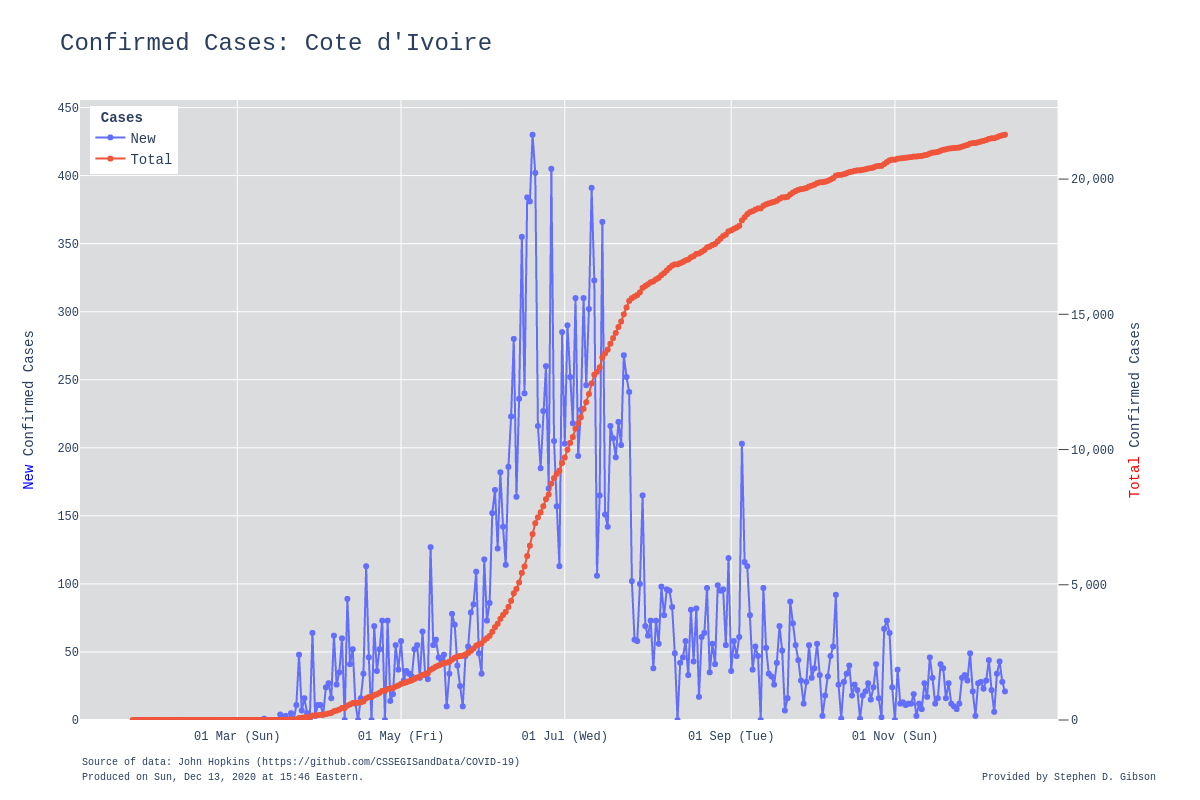 Confirmed Cases: Cote d'Ivoire
Cases
New
Total
450
400
350
300
250
200
150
100
50
0
20,000
15,000
10,000
5,000
0
New Confirmed Cases
Total Confirmed Cases
01 Mar (Sun)
01 May (Fri)
01 Jul (Wed)
01 Sep (Tue)
01 Nov (Sun)
Source of data: John Hopkins (https://github.com/CSSEGISandData/COVID-19)
Produced on Sun, Dec 13, 2020 at 15:46 Eastern.
Provided by Stephen D. Gibson